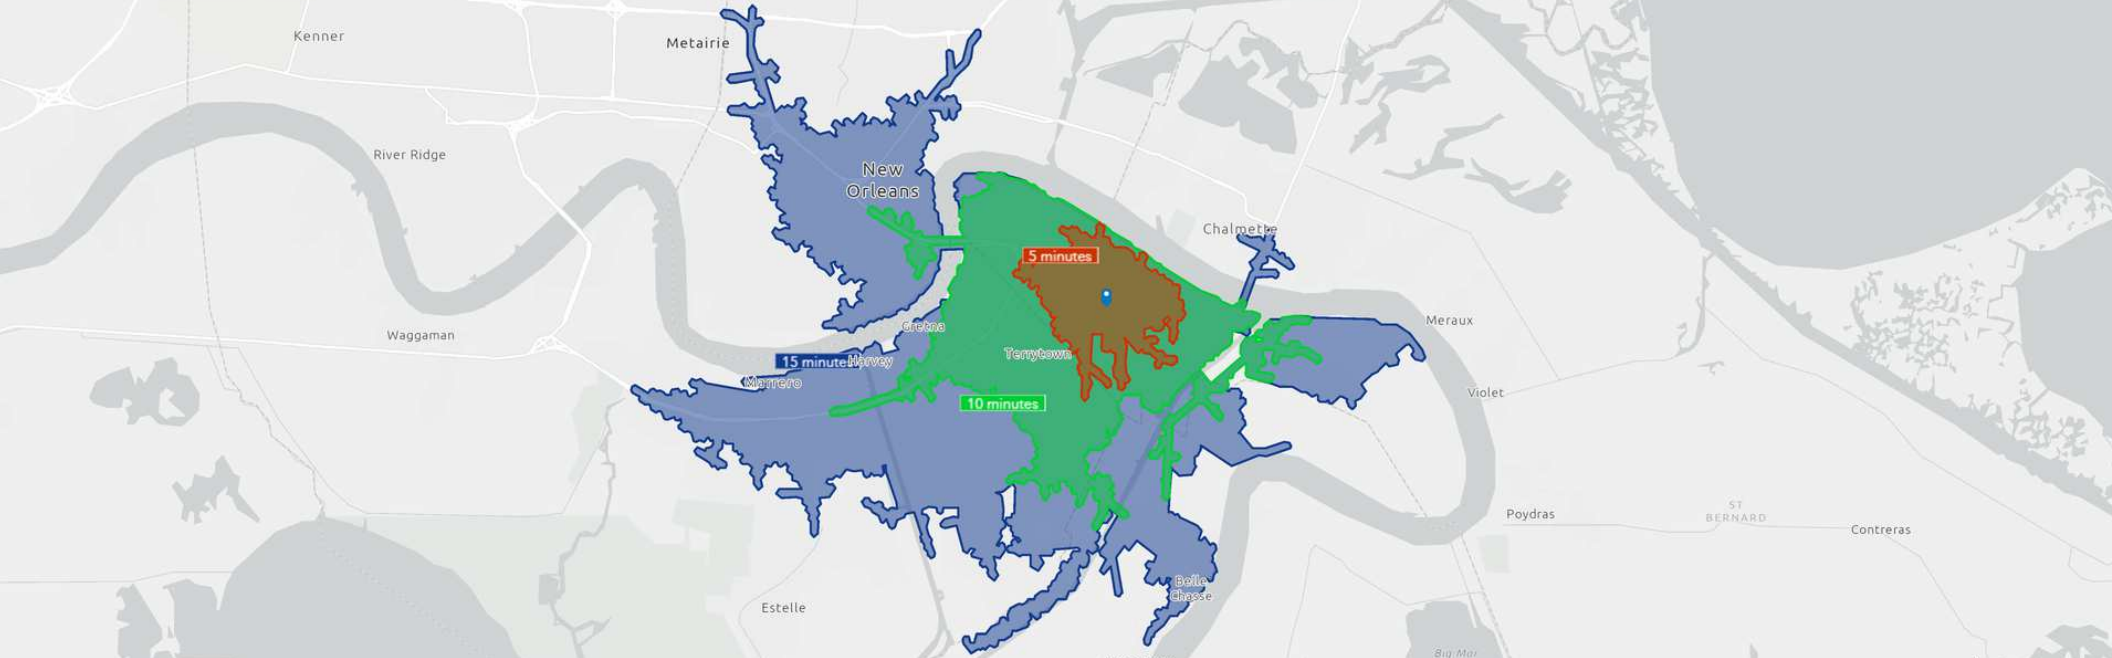 Kenner
Metairie
River Ridge
New
Orleans
Chalmette
5 minutes
Meraux
Gretna
Waggaman
Terrytown
15 minutes
Harvey
Marrero
Violet
10 minutes
ST
BERNARD
Poydras
Contreras
Belle
Chasse
Estelle
Big Mar